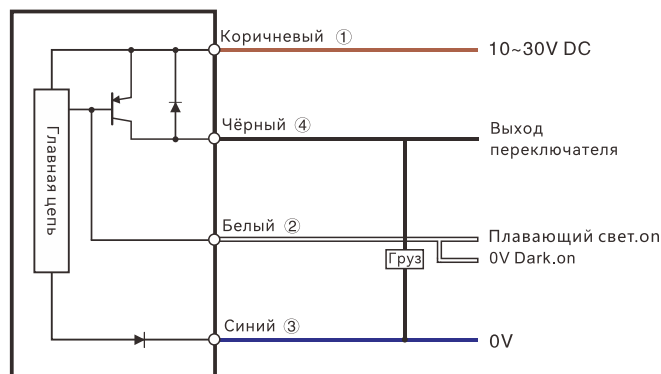 Коричневый ①
10~30V DC
Чёрный ④
Выход
переключателя
Главная цепь
Белый ②
Плавающий свет.on
Груз
0V Dark.on
Синий ③
0V